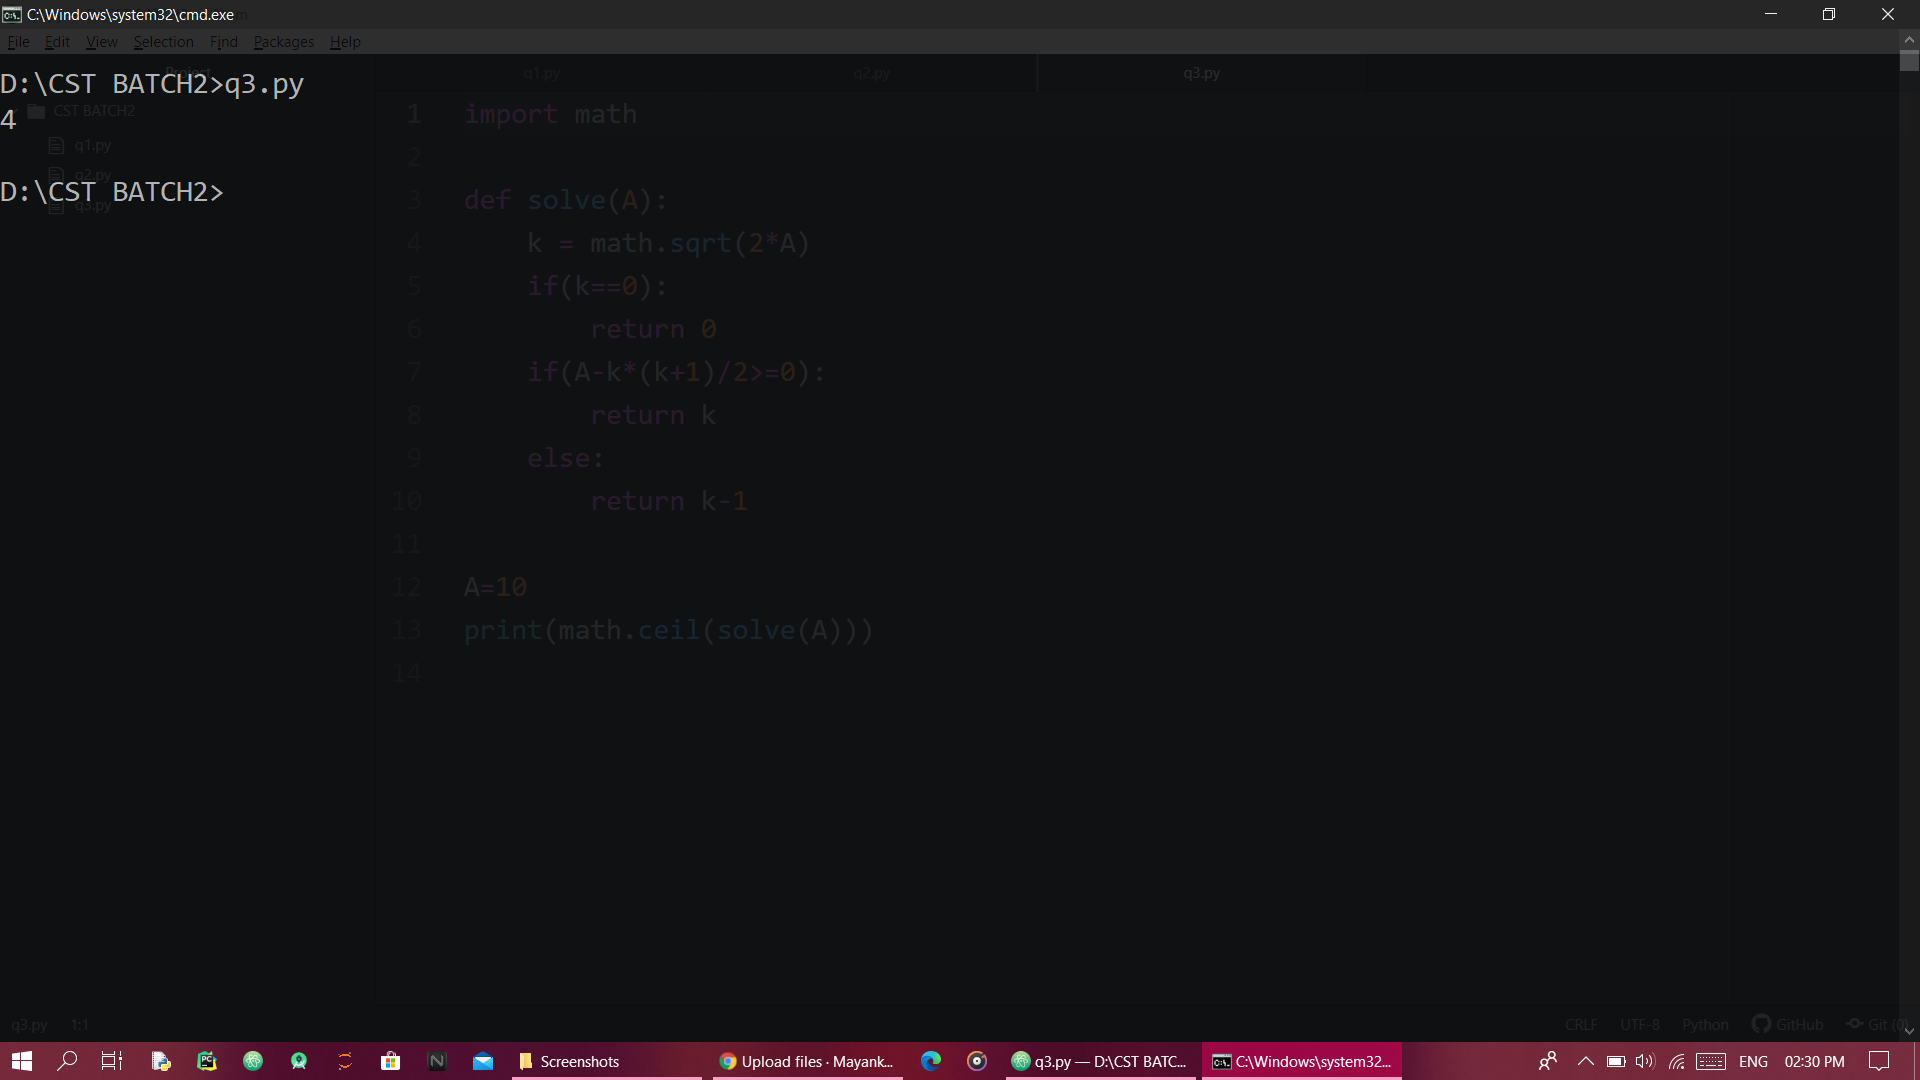 C:\Windows\system32\cmd.exe
File Edit View Selection Find Packages Help
Project
q1.py q2.py q3.py
D:\CST BATCH2>q3.py
4
D:\CST BATCH2>
CST BATCH2
q1.py
q2.py
q3.py
1 import math
2
3 def solve(A):
4 k = math.sqrt(2*A)
5 if(k==0):
6 return 0
7 if(A-k*(k+1)/2>=0):
8 return k
9 else:
10 return k-1
11
12 A=10
13 print(math.ceil(solve(A)))
14
q3.py 1:1
CRLF UTF-8 Python GitHub Git (0)
Screenshots
Upload files · Mayank...
q3.py — D:\CST BATC...
C:\Windows\system32...
ENG 02:30 PM